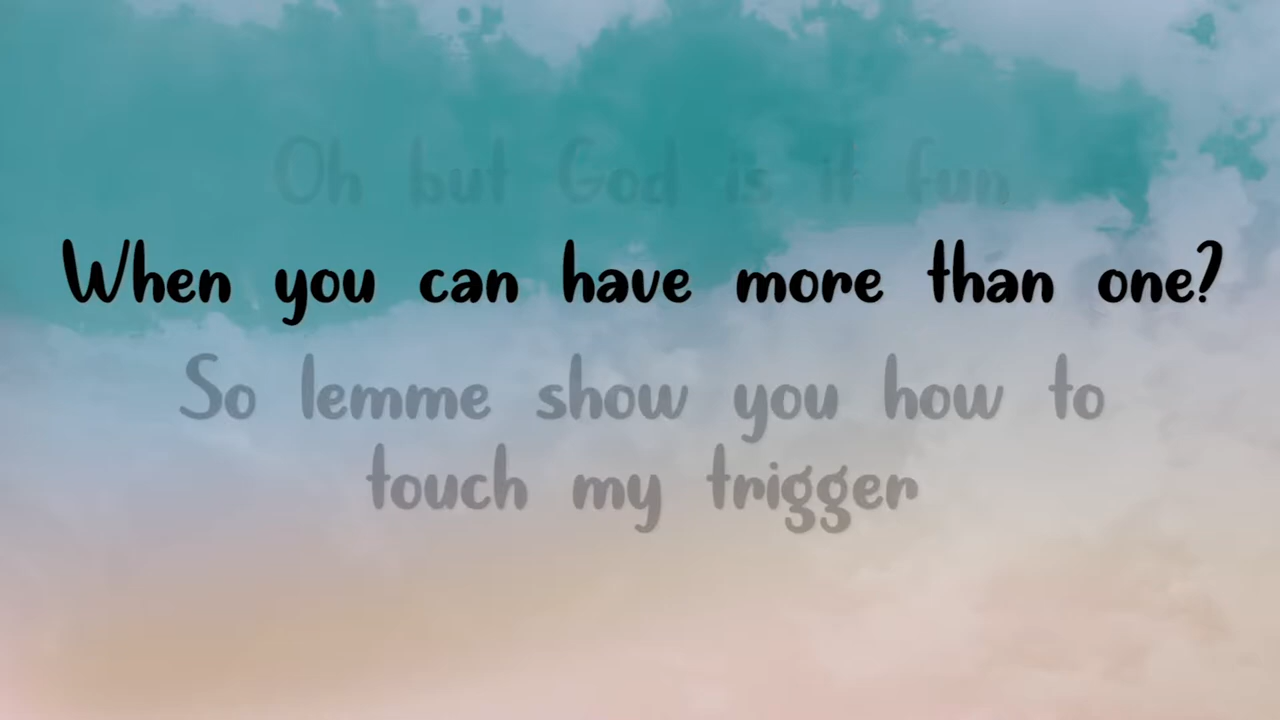 Oh but God is it fun
When you can have more than one?
So lemme show you how to
touch my trigger